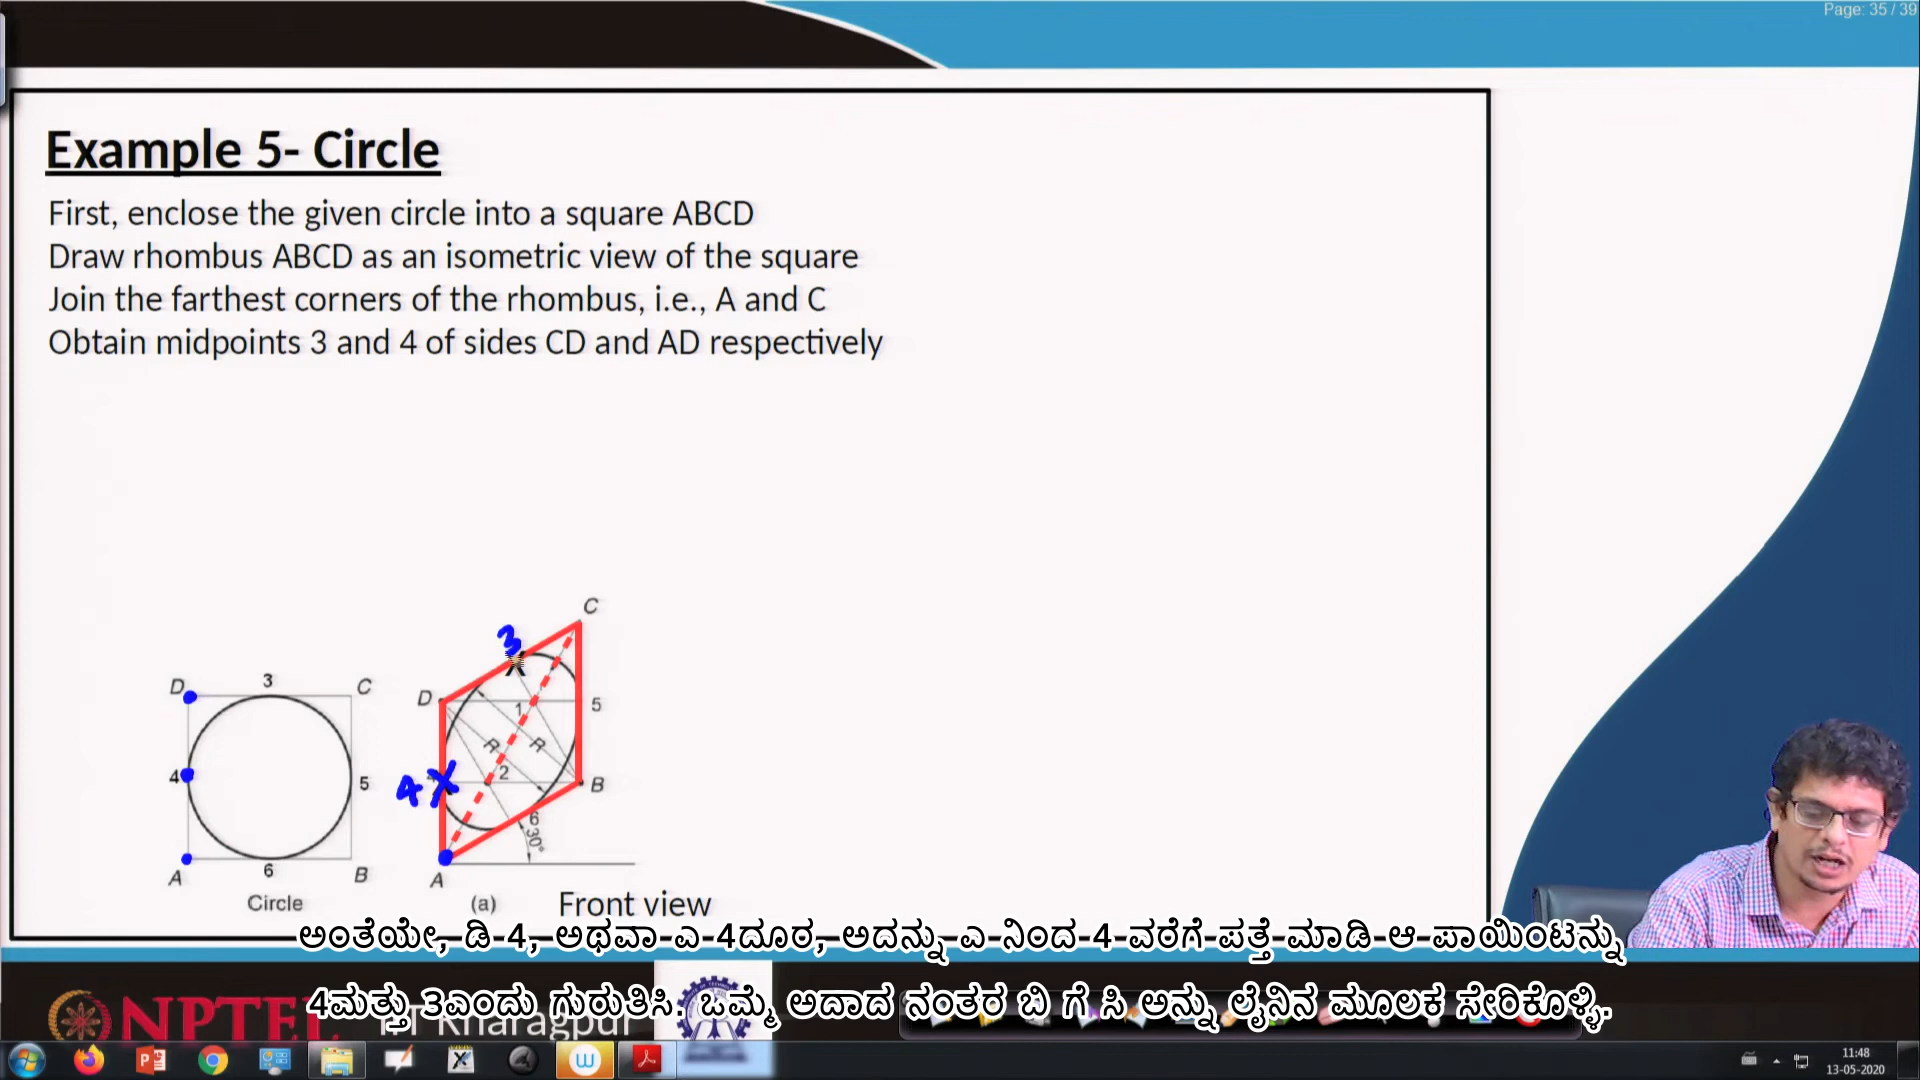 Page: 35 / 39
Example 5- Circle
First, enclose the given circle into a square ABCD
Draw rhombus ABCD as an isometric view of the square
Join the farthest corners of the rhombus, i.e., A and C
Obtain midpoints 3 and 4 of sides CD and AD respectively
C
3
D 3 C
D
1 5
R R
4 5
4 2 B
6
30°
A 6 B
A
Circle
(a)
Front view
ಅಂತೆಯೇ, ಡಿ 4, ಅಥವಾ ಎ 4ದೂರ, ಅದನ್ನು ಎ ನಿಂದ 4 ವರೆಗೆ ಪತ್ತೆ ಮಾಡಿ ಆ ಪಾಯಿಂಟನ್ನು
4ಮತ್ತು 3ಎಂದು ಗುರುತಿಸಿ. ಒಮ್ಮೆ ಅದಾದ ನಂತರ ಬಿ ಗೆ ಸಿ ಅನ್ನು ಲೈನಿನ ಮೂಲಕ ಸೇರಿಕೊಳ್ಳಿ.
NPTEL IIT Kharagpur
11:48
13-05-2020